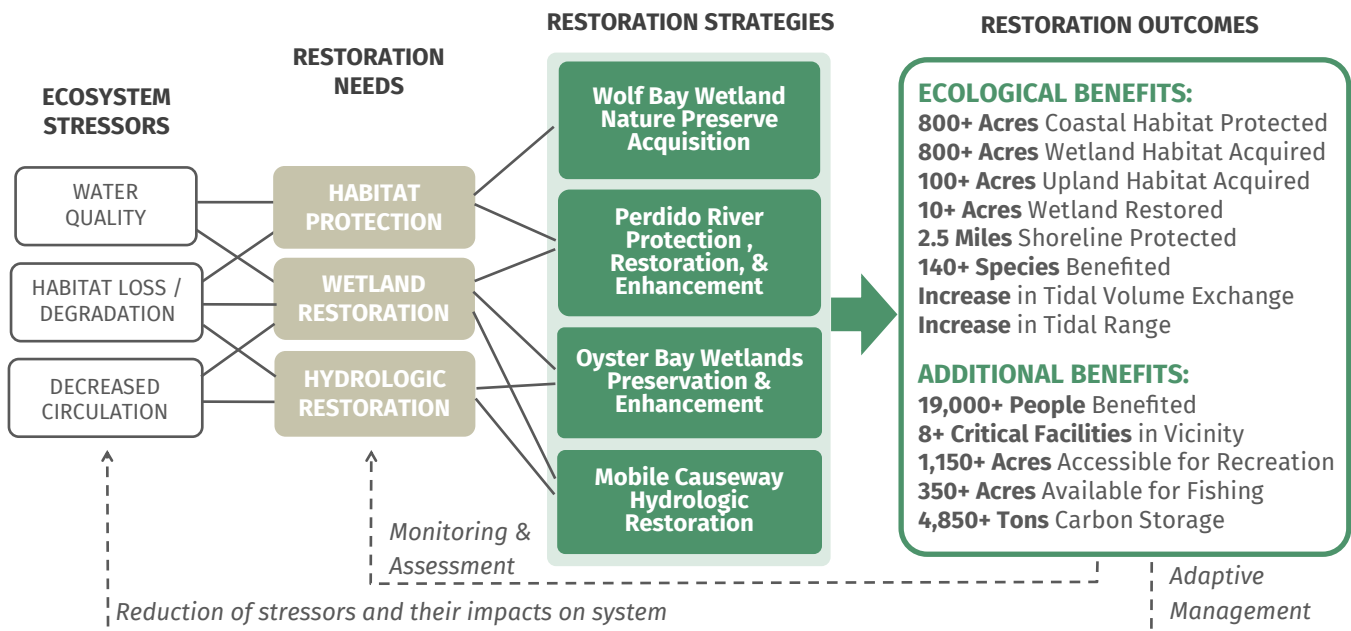 ECOSYSTEM
STRESSORS
WATER
QUALITY
HABITAT LOSS /
DEGRADATION
DECREASED
CIRCULATION
RESTORATION
NEEDS
HABITAT
PROTECTION
WETLAND
RESTORATION
HYDROLOGIC
RESTORATION
RESTORATION STRATEGIES
Wolf Bay Wetland
Nature Preserve
Acquisition
Perdido River
Protection ,
Restoration, &
Enhancement
Oyster Bay Wetlands
Preservation &
Enhancement
Mobile Causeway
Hydrologic
Restoration
RESTORATION OUTCOMES
ECOLOGICAL BENEFITS:
800+ Acres Coastal Habitat Protected
800+ Acres Wetland Habitat Acquired
100+ Acres Upland Habitat Acquired
10+ Acres Wetland Restored
2.5 Miles Shoreline Protected
140+ Species Benefited
Increase in Tidal Volume Exchange
Increase in Tidal Range
ADDITIONAL BENEFITS:
19,000+ People Benefited
8+ Critical Facilities in Vicinity
1,150+ Acres Accessible for Recreation
350+ Acres Available for Fishing
4,850+ Tons Carbon Storage
Monitoring &
Assessment
Reduction of stressors and their impacts on system
Adaptive
Management